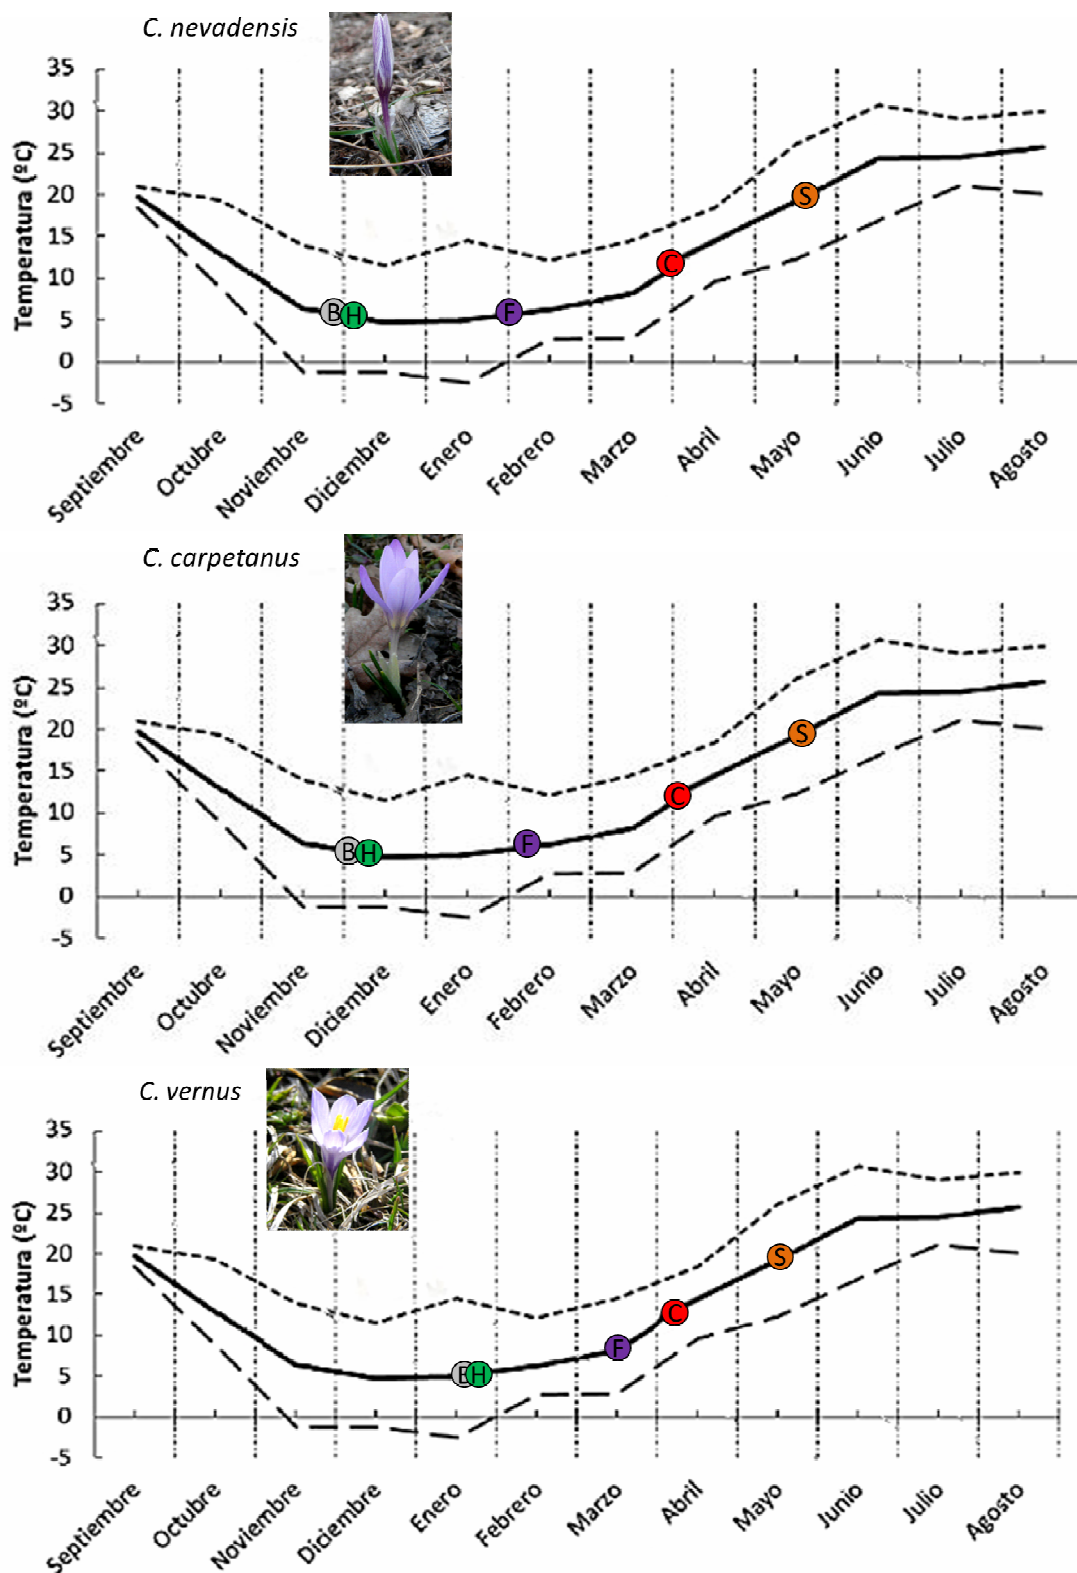 C. nevadensis
Temperatura (ºC)
35
30
25
20
15
10
5
0
-5
B
H
F
C
S
Septiembre
Octubre
Noviembre
Diciembre
Enero
Febrero
Marzo
Abril
Mayo
Junio
Julio
Agosto
C. carpetanus
Temperatura (ºC)
35
30
25
20
15
10
5
0
-5
B
H
F
C
S
Septiembre
Octubre
Noviembre
Diciembre
Enero
Febrero
Marzo
Abril
Mayo
Junio
Julio
Agosto
C. vernus
Temperatura (ºC)
35
30
25
20
15
10
5
0
-5
B
H
F
C
S
Septiembre
Octubre
Noviembre
Diciembre
Enero
Febrero
Marzo
Abril
Mayo
Junio
Julio
Agosto